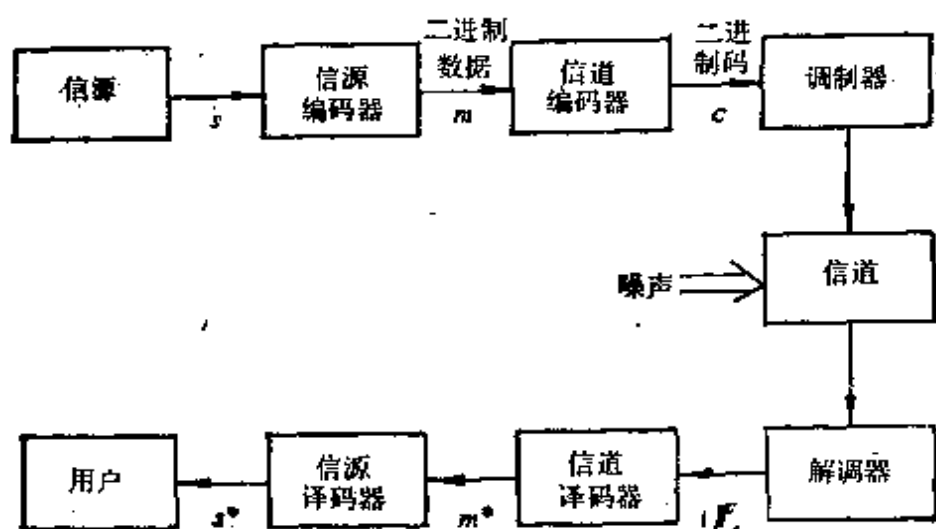 信源
s
信源
编码器
二进制
数据
m
信道
编码器
二进
制码
c
调制器
噪声
信道
用户
s*
信源
译码器
m*
信道
译码器
解调器